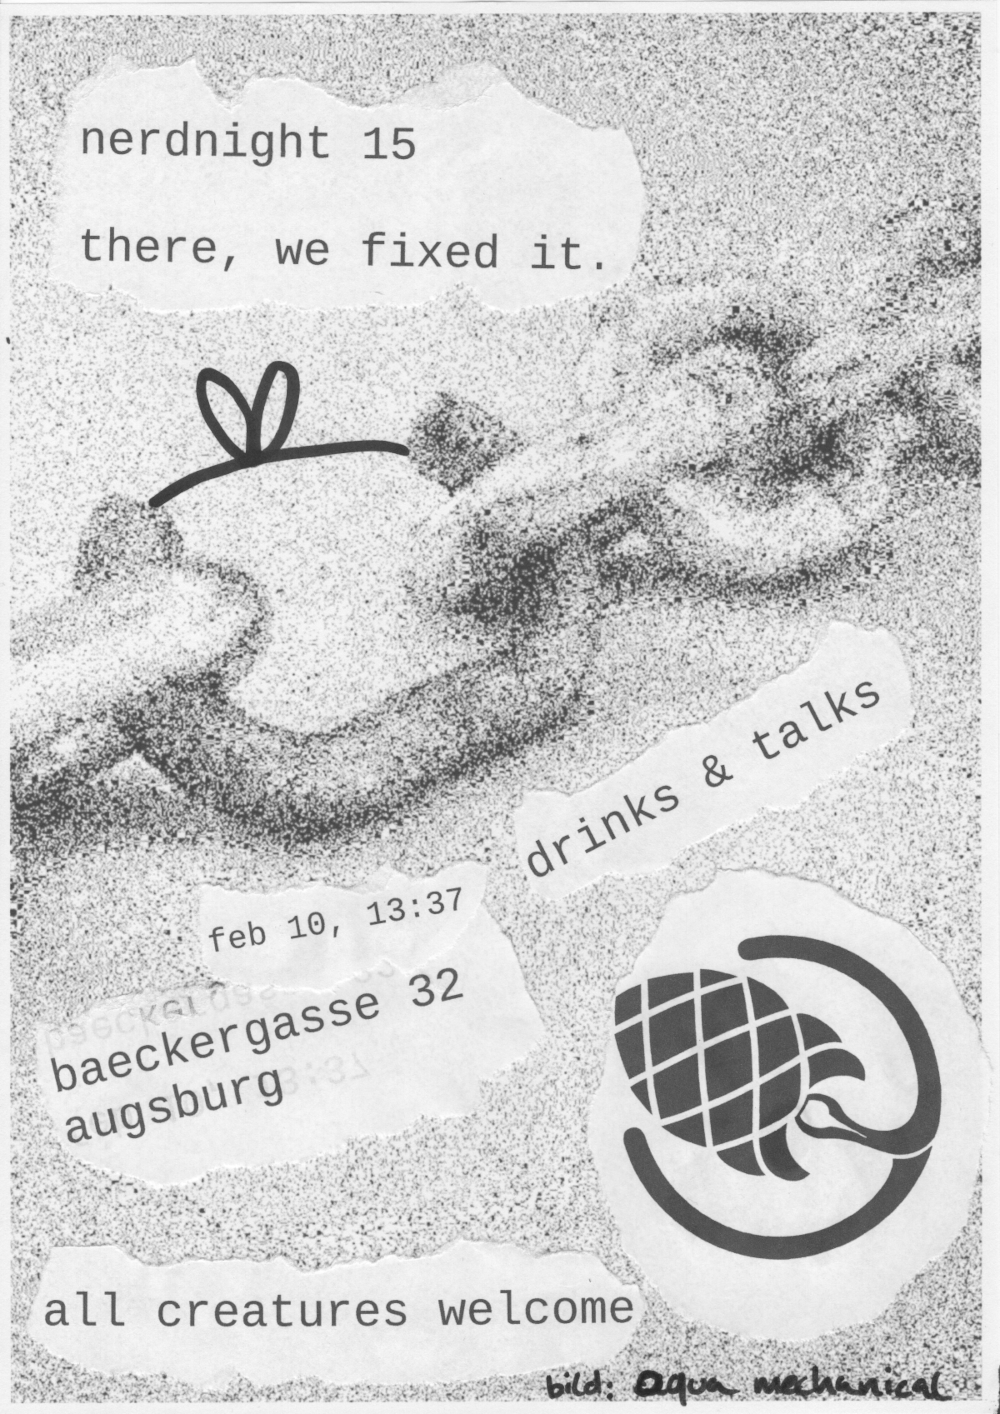 nerdnight 15
there, we fixed it.
drinks & talks
feb 10, 13:37
baeckergasse 32
augsburg
all creatures welcome
bild: aqua mechanical